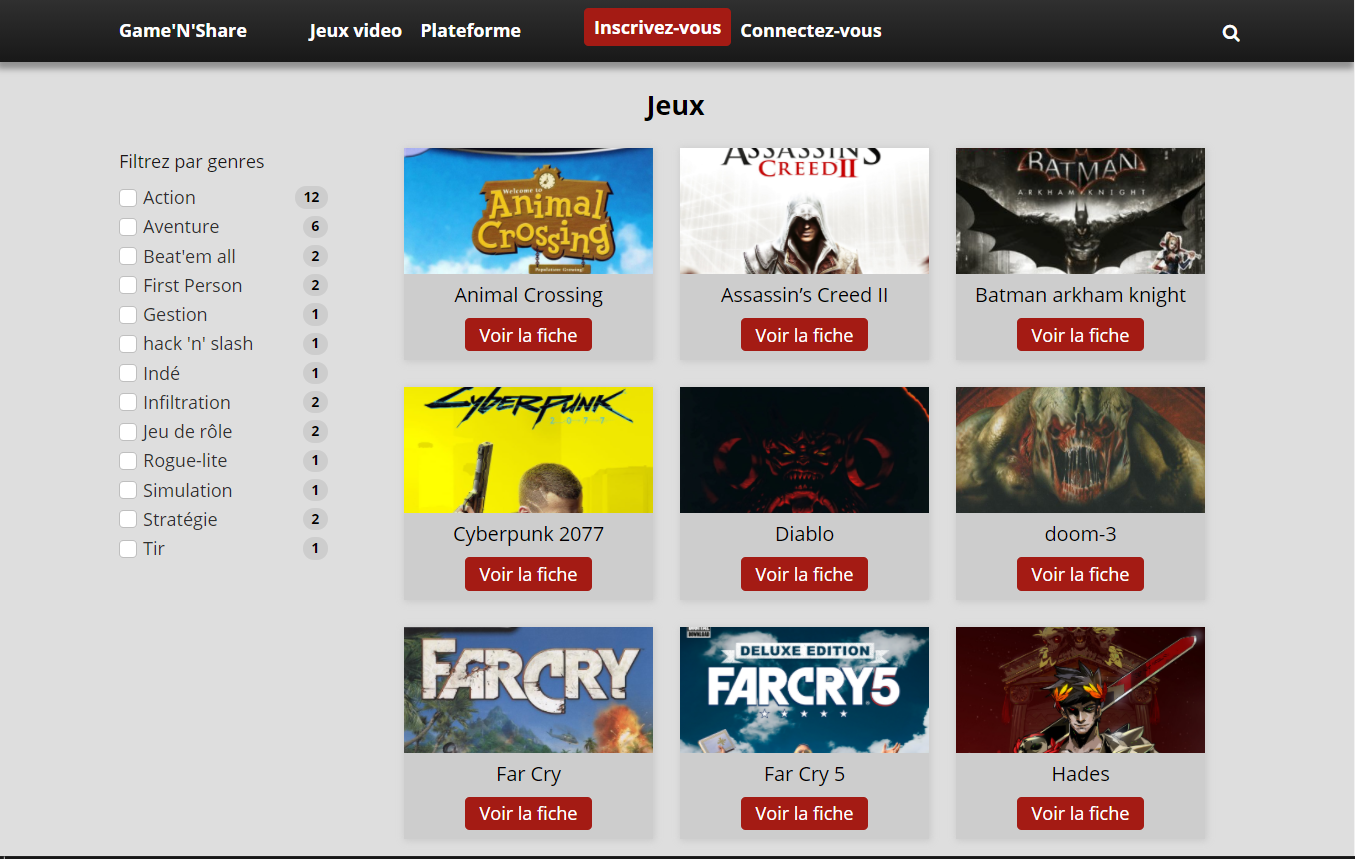 Game'N'Share
Jeux video
Plateforme
Inscrivez-vous
Connectez-vous
Jeux
Filtrez par genres
Action 12
Aventure 6
Beat'em all 2
First Person 2
Gestion 1
hack 'n' slash 1
Indé 1
Infiltration 2
Jeu de rôle 2
Rogue-lite 1
Simulation 1
Stratégie 2
Tir 1
Welcome to
Animal
Crossing
Population: Growing!
Animal Crossing
Voir la fiche
ASSASSIN'S
CREED II
Assassin’s Creed II
Voir la fiche
BATMAN
ARKHAM KNIGHT
Batman arkham knight
Voir la fiche
CYBERPUNK
2077
Cyberpunk 2077
Voir la fiche
Diablo
Voir la fiche
doom-3
Voir la fiche
FARCRY
Far Cry
Voir la fiche
DIGITAL
DOWNLOAD
DELUXE EDITION
FARCRY5
Far Cry 5
Voir la fiche
Hades
Voir la fiche